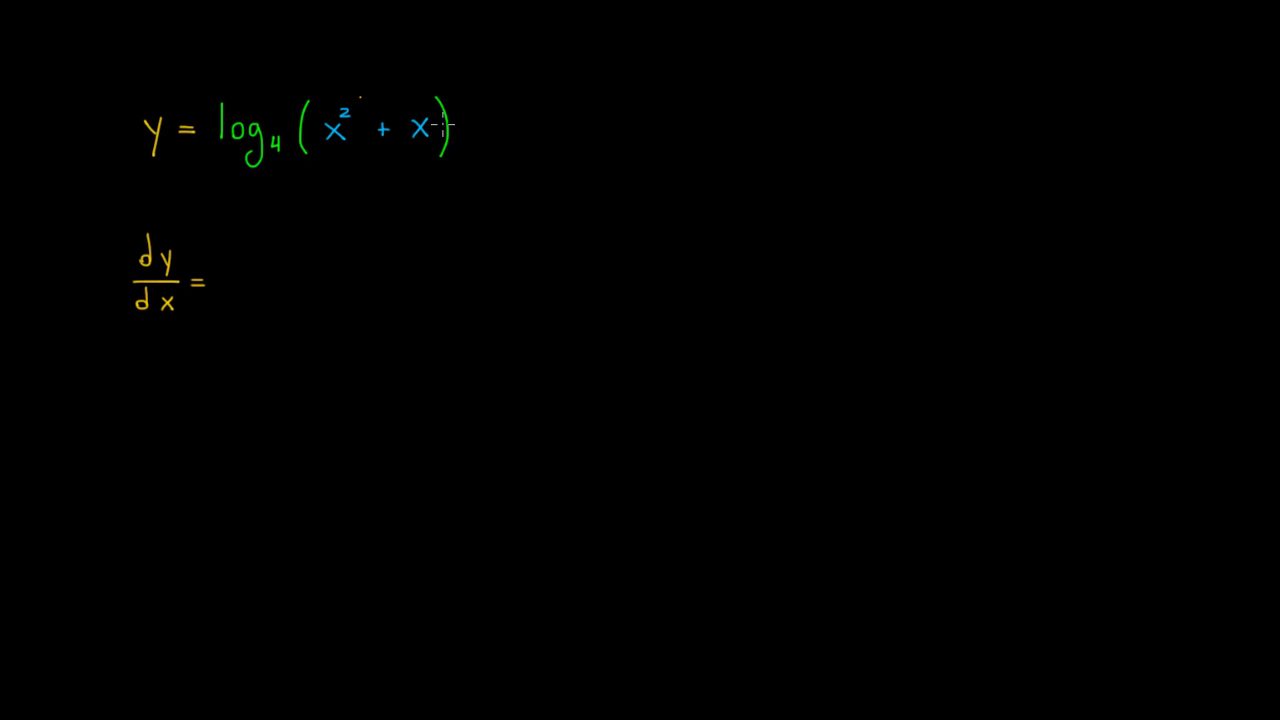 y = log₄ ( x² + x )
dy/dx =